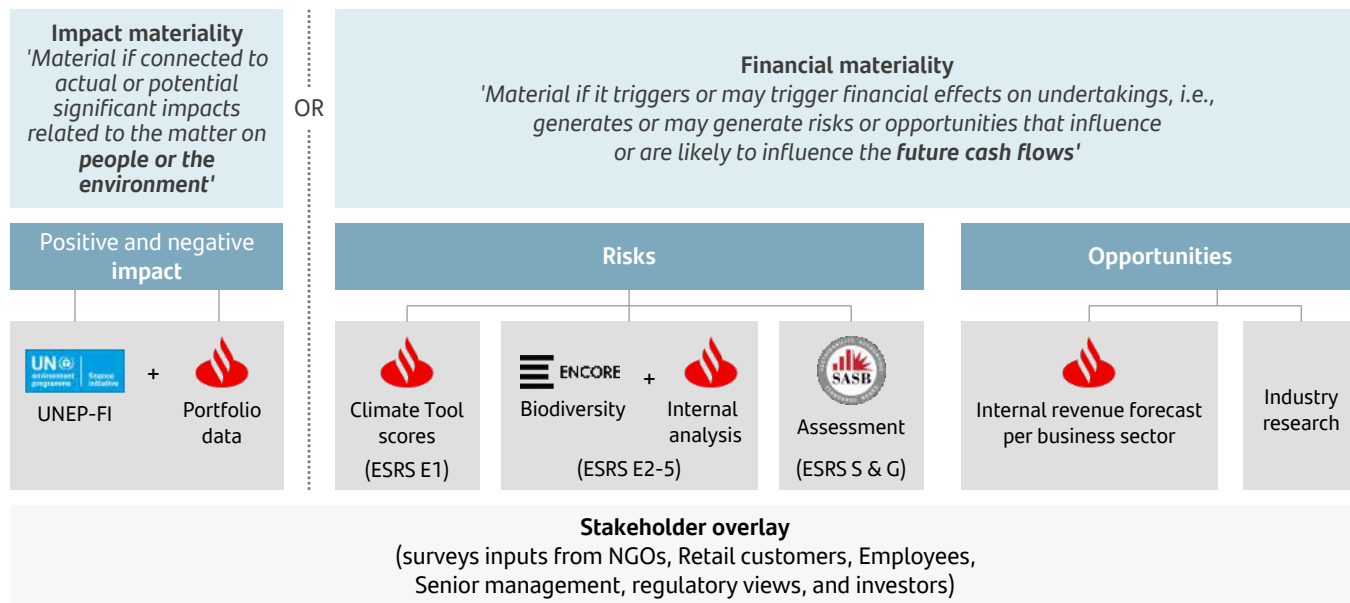 Impact materiality
'Material if connected to
actual or potential
significant impacts
related to the matter on
people or the
environment'
OR
Financial materiality
'Material if it triggers or may trigger financial effects on undertakings, i.e.,
generates or may generate risks or opportunities that influence
or are likely to influence the future cash flows'
Positive and negative
impact
Risks
Opportunities
UN
environment
programme
finance
initiative
UNEP-FI
+
Portfolio
data
Climate Tool
scores
(ESRS E1)
ENCORE
Biodiversity
+
Internal
analysis
(ESRS E2-5)
SASB
Assessment
(ESRS S & G)
Internal revenue forecast
per business sector
Industry
research
Stakeholder overlay
(surveys inputs from NGOs, Retail customers, Employees,
Senior management, regulatory views, and investors)